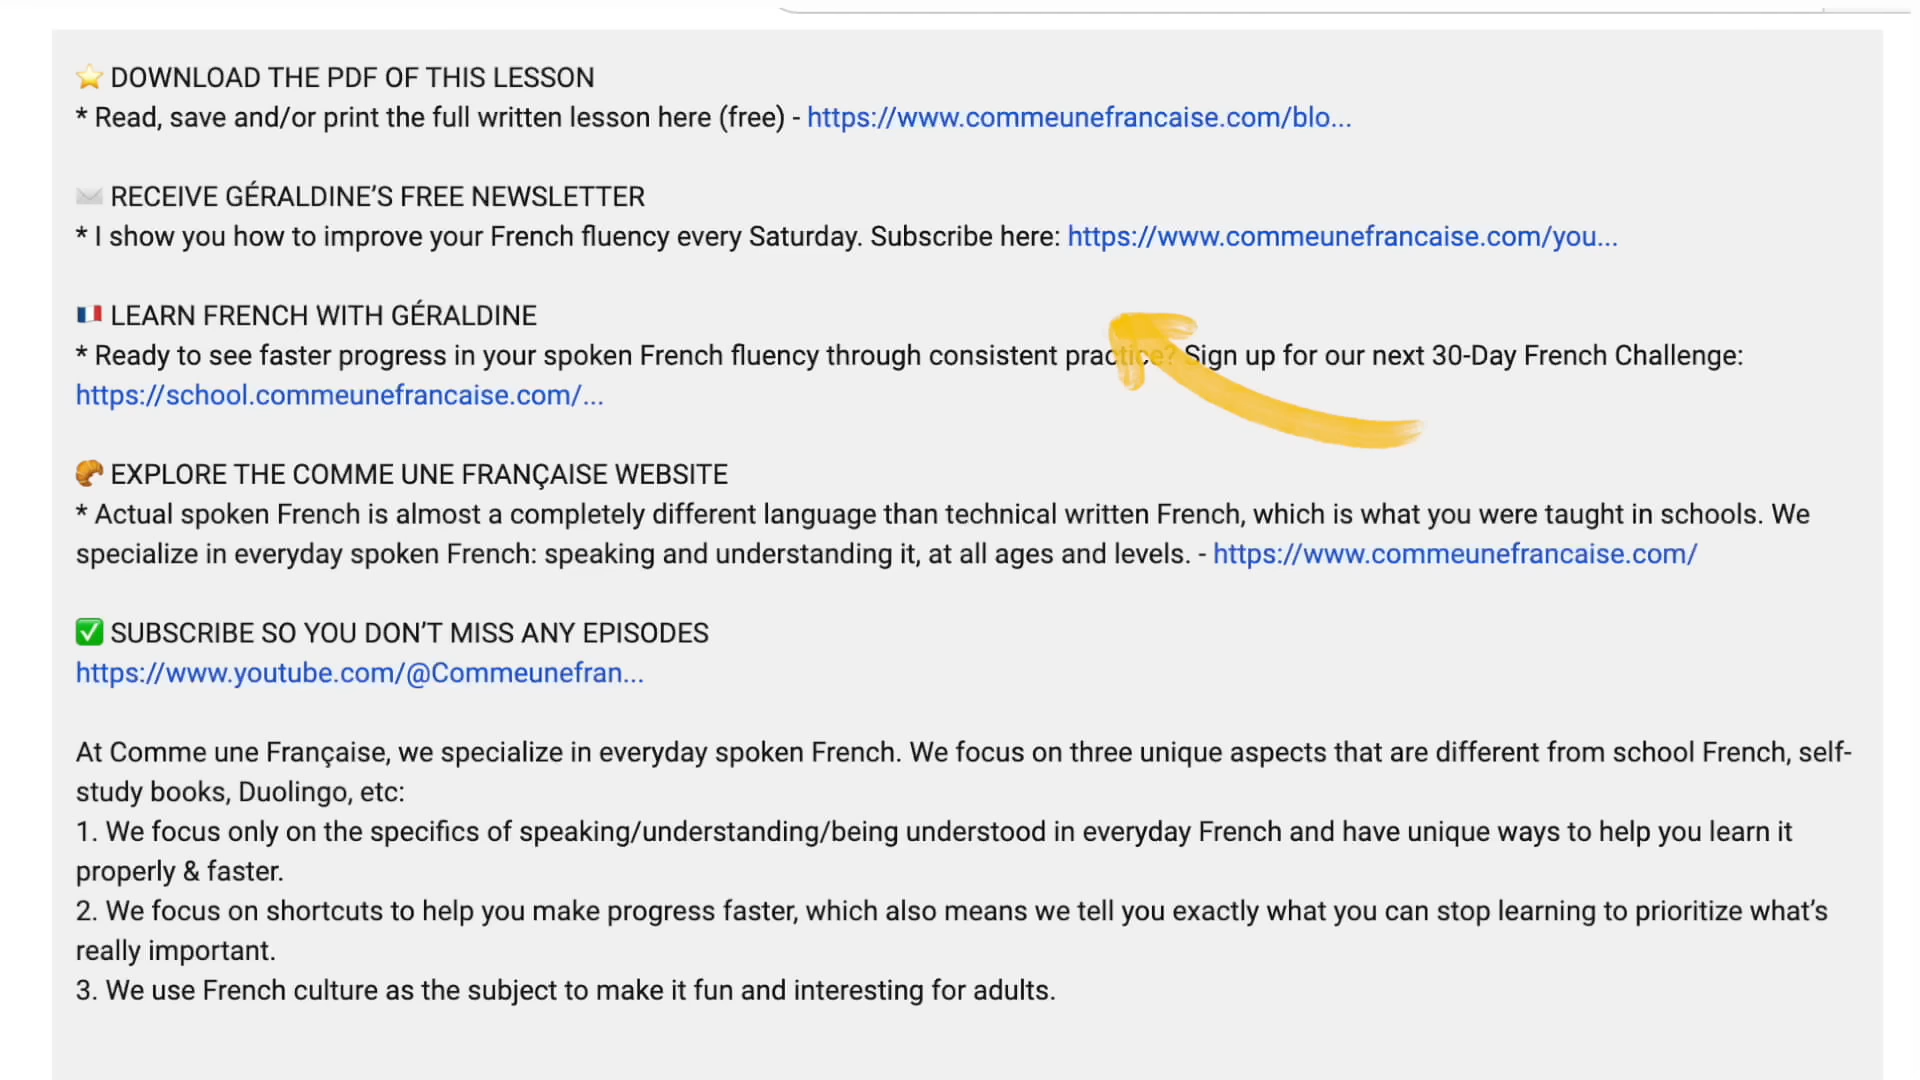 ⭐ DOWNLOAD THE PDF OF THIS LESSON
* Read, save and/or print the full written lesson here (free) - https://www.commeunefrancaise.com/blo...
✉️ RECEIVE GÉRALDINE’S FREE NEWSLETTER
* I show you how to improve your French fluency every Saturday. Subscribe here: https://www.commeunefrancaise.com/you...
🇫🇷 LEARN FRENCH WITH GÉRALDINE
* Ready to see faster progress in your spoken French fluency through consistent practice? Sign up for our next 30-Day French Challenge:
https://school.commeunefrancaise.com/...
🥐 EXPLORE THE COMME UNE FRANÇAISE WEBSITE
* Actual spoken French is almost a completely different language than technical written French, which is what you were taught in schools. We
specialize in everyday spoken French: speaking and understanding it, at all ages and levels. - https://www.commeunefrancaise.com/
✅ SUBSCRIBE SO YOU DON’T MISS ANY EPISODES
https://www.youtube.com/@Commeunefran...
At Comme une Française, we specialize in everyday spoken French. We focus on three unique aspects that are different from school French, self-
study books, Duolingo, etc:
1. We focus only on the specifics of speaking/understanding/being understood in everyday French and have unique ways to help you learn it
properly & faster.
2. We focus on shortcuts to help you make progress faster, which also means we tell you exactly what you can stop learning to prioritize what’s
really important.
3. We use French culture as the subject to make it fun and interesting for adults.